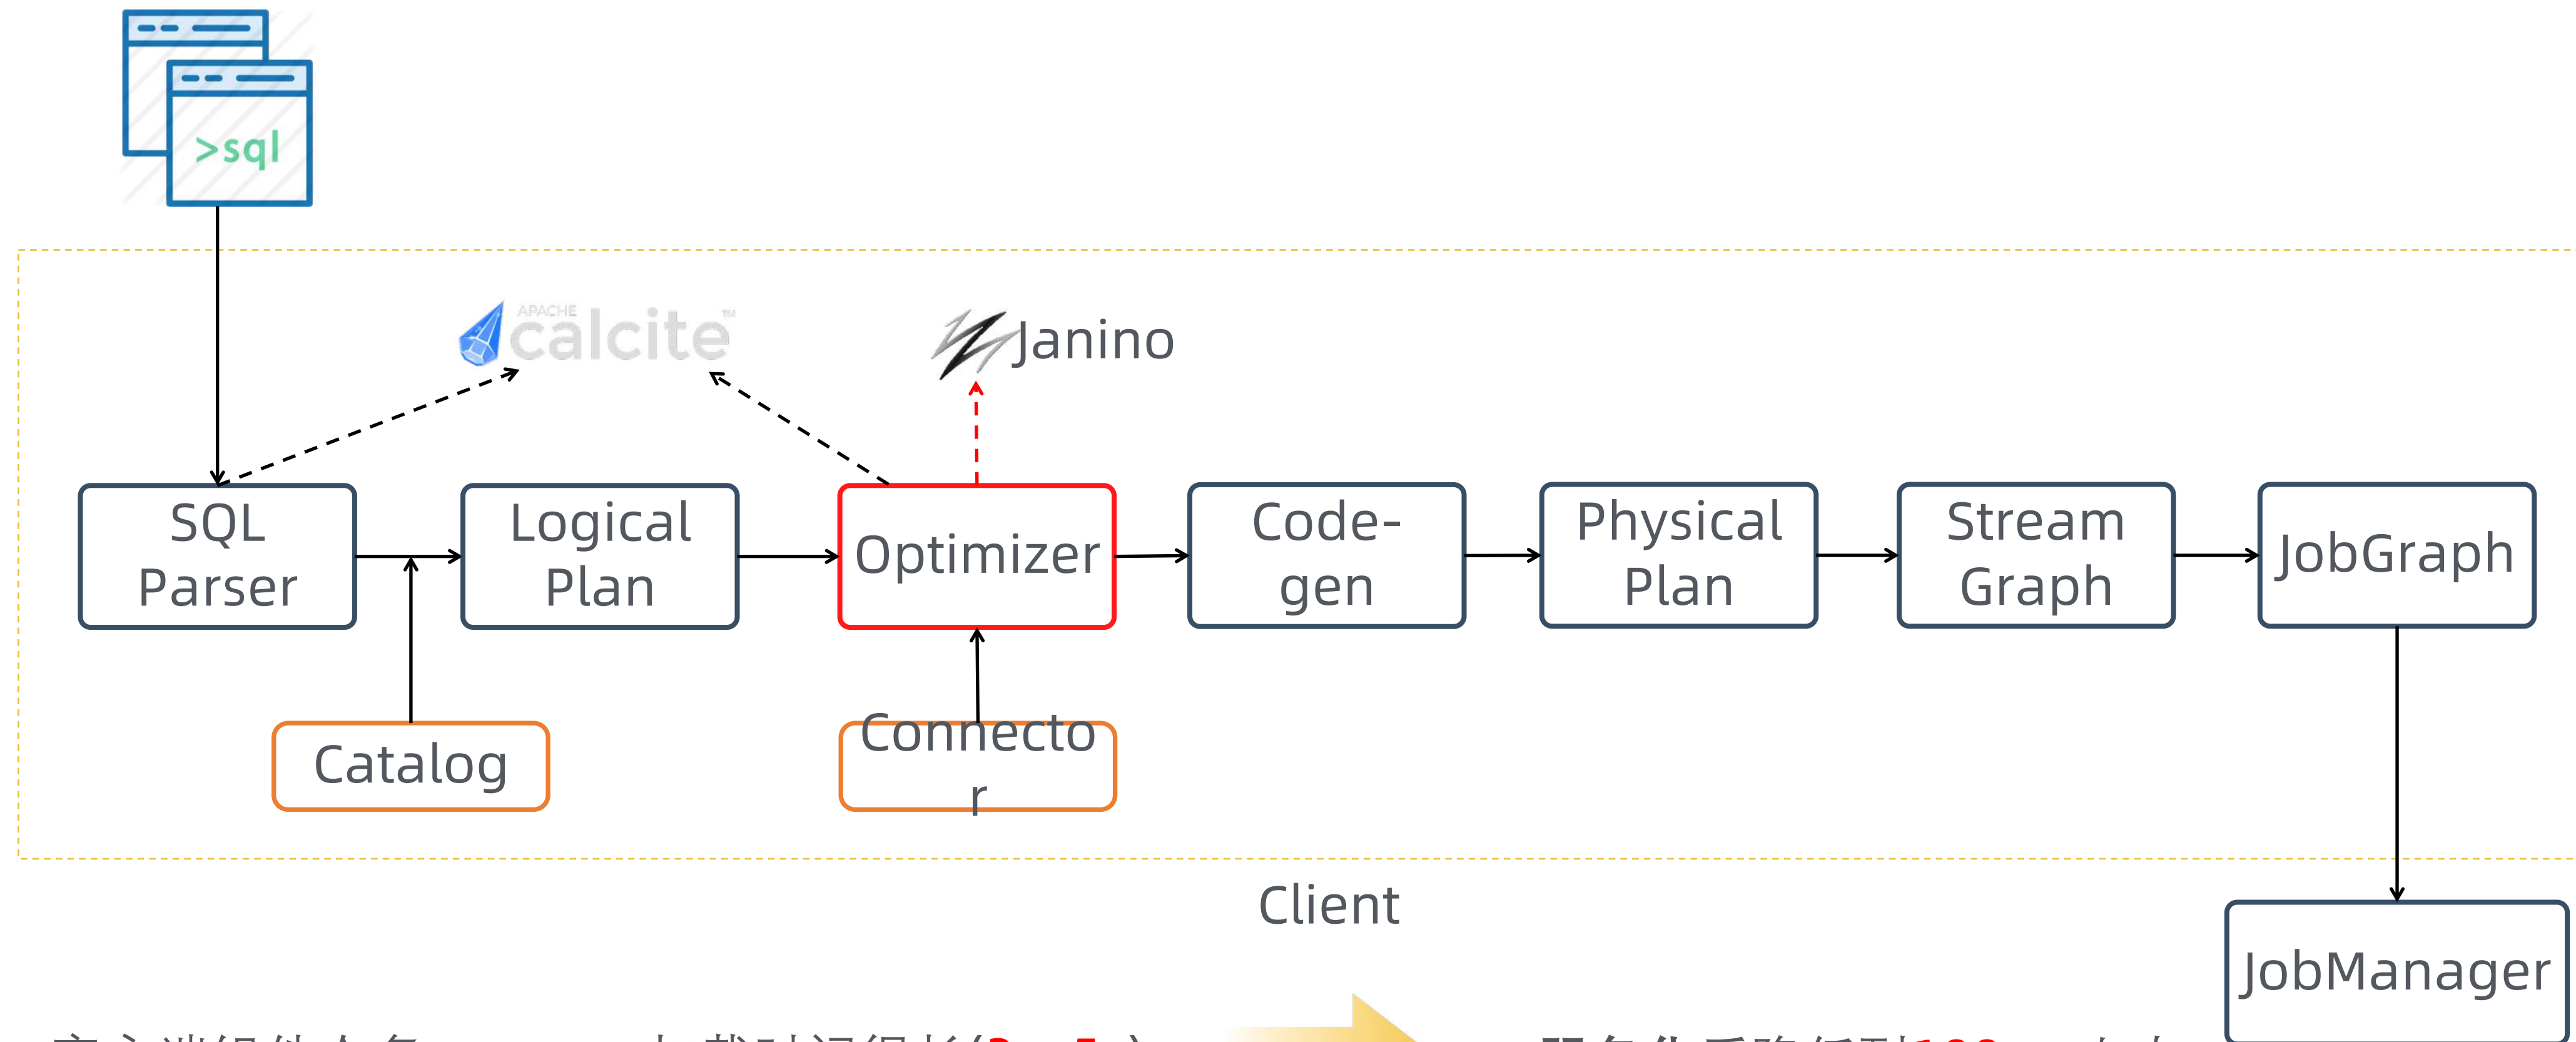 >sql
APACHE
calcite™
Janino
SQL
Parser
Logical
Plan
Optimizer
Code-
gen
Physical
Plan
Stream
Graph
JobGraph
Catalog
Connecto
r
Client
JobManager